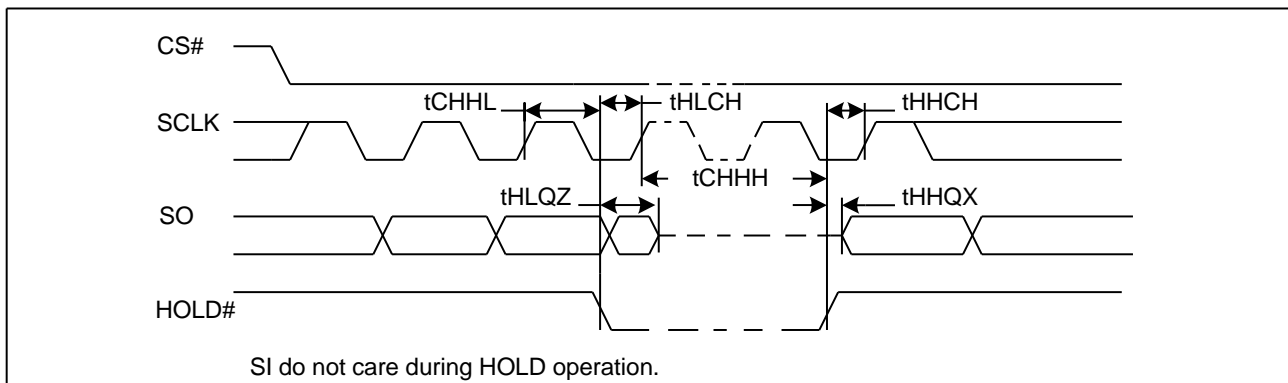 CS#
tCHHL
tHLCH
tHHCH
SCLK
tCHHH
tHLQZ
tHHQX
SO
HOLD#
SI do not care during HOLD operation.